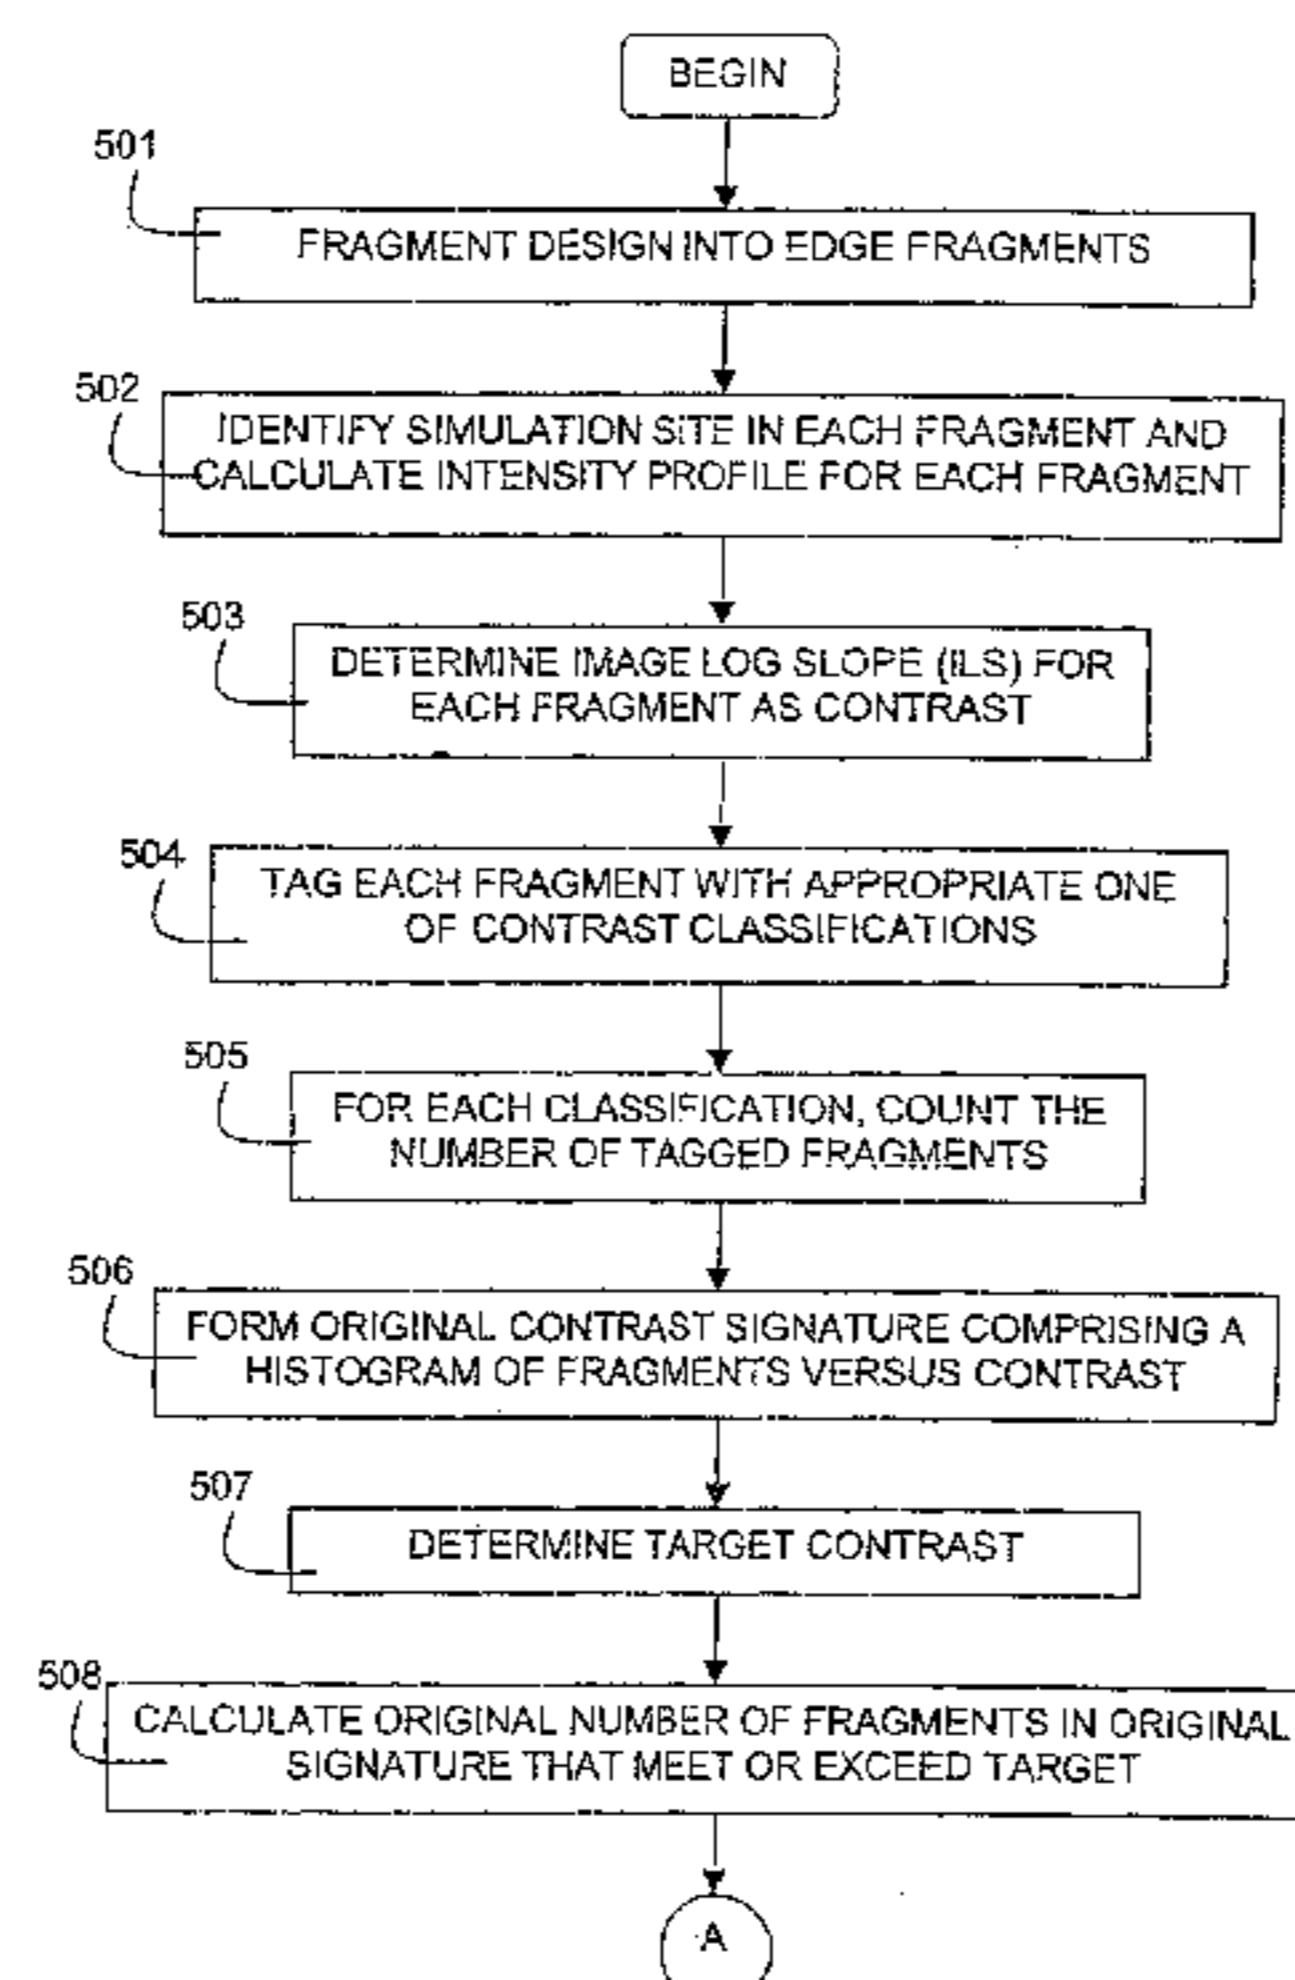 BEGIN
501
FRAGMENT DESIGN INTO EDGE FRAGMENTS
502
IDENTIFY SIMULATION SITE IN EACH FRAGMENT AND
CALCULATE INTENSITY PROFILE FOR EACH FRAGMENT
503
DETERMINE IMAGE LOG SLOPE (ILS) FOR
EACH FRAGMENT AS CONTRAST
504
TAG EACH FRAGMENT WITH APPROPRIATE ONE
OF CONTRAST CLASSIFICATIONS
505
FOR EACH CLASSIFICATION, COUNT THE
NUMBER OF TAGGED FRAGMENTS
506
FORM ORIGINAL CONTRAST SIGNATURE COMPRISING A
HISTOGRAM OF FRAGMENTS VERSUS CONTRAST
507
DETERMINE TARGET CONTRAST
508
CALCULATE ORIGINAL NUMBER OF FRAGMENTS IN ORIGINAL
SIGNATURE THAT MEET OR EXCEED TARGET
A